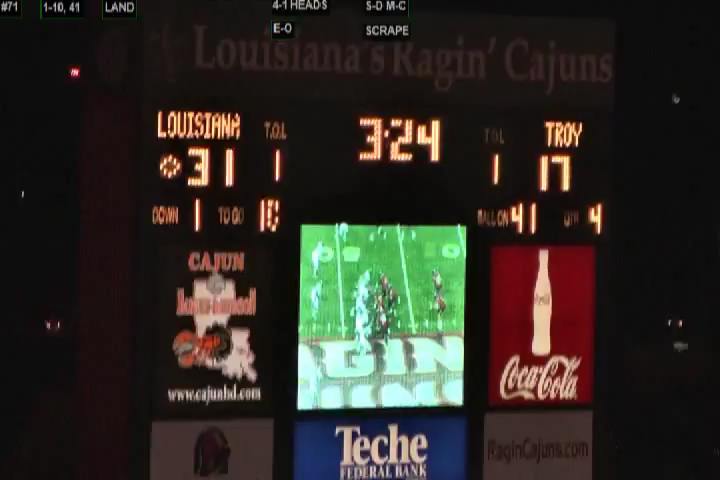 #71 1-10, 41 LAND 4-1 HEADS S-D M-C
E-O SCRAPE
Louisiana's Ragin' Cajuns
LOUISIANA T.O.L 3:24 T.O.L TROY
31 1 1 17
DOWN 1 TO GO 10 BALL ON 41 QTR 4
CAJUN
www.cajunhd.com
GIN
Coca-Cola
Teche
FEDERAL BANK
RaginCajuns.com